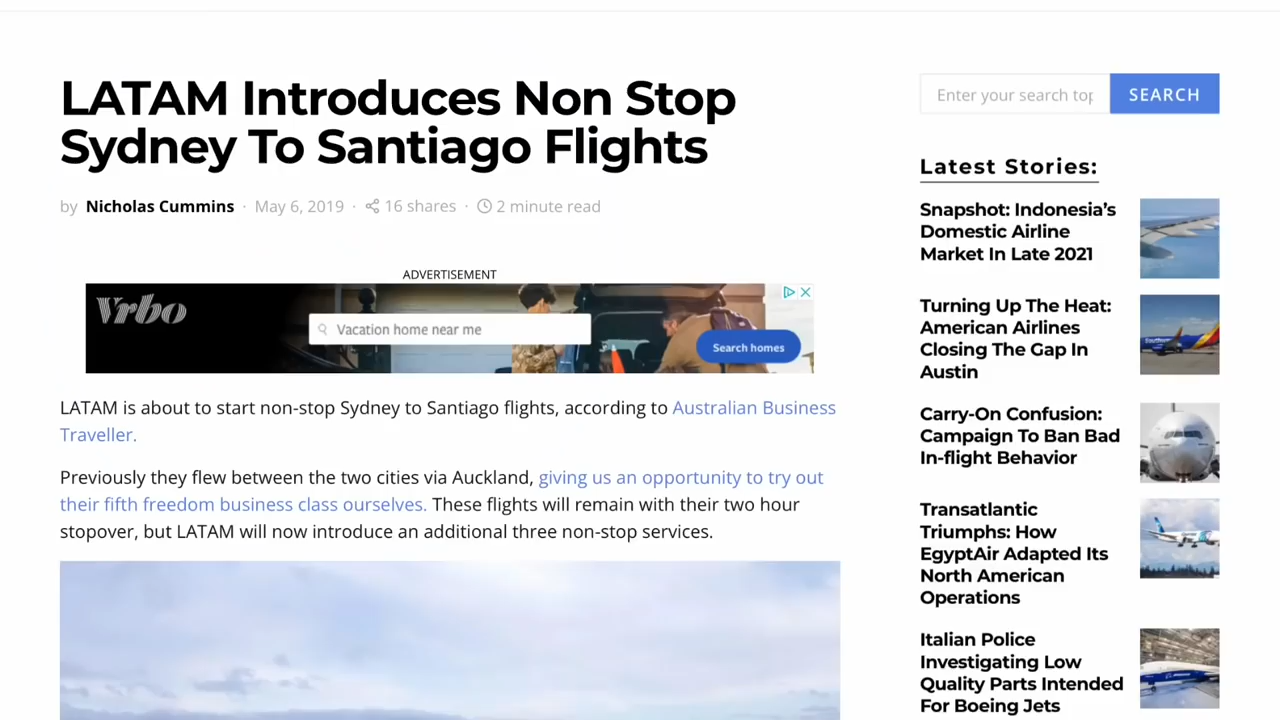 LATAM Introduces Non Stop
Sydney To Santiago Flights
by Nicholas Cummins · May 6, 2019 · 16 shares · 2 minute read
ADVERTISEMENT
Vrbo
Vacation home near me
Search homes
LATAM is about to start non-stop Sydney to Santiago flights, according to Australian Business
Traveller.
Previously they flew between the two cities via Auckland, giving us an opportunity to try out
their fifth freedom business class ourselves. These flights will remain with their two hour
stopover, but LATAM will now introduce an additional three non-stop services.
Enter your search top
SEARCH
Latest Stories:
Snapshot: Indonesia’s
Domestic Airline
Market In Late 2021
Turning Up The Heat:
American Airlines
Closing The Gap In
Austin
Carry-On Confusion:
Campaign To Ban Bad
In-flight Behavior
Transatlantic
Triumphs: How
EgyptAir Adapted Its
North American
Operations
Italian Police
Investigating Low
Quality Parts Intended
For Boeing Jets